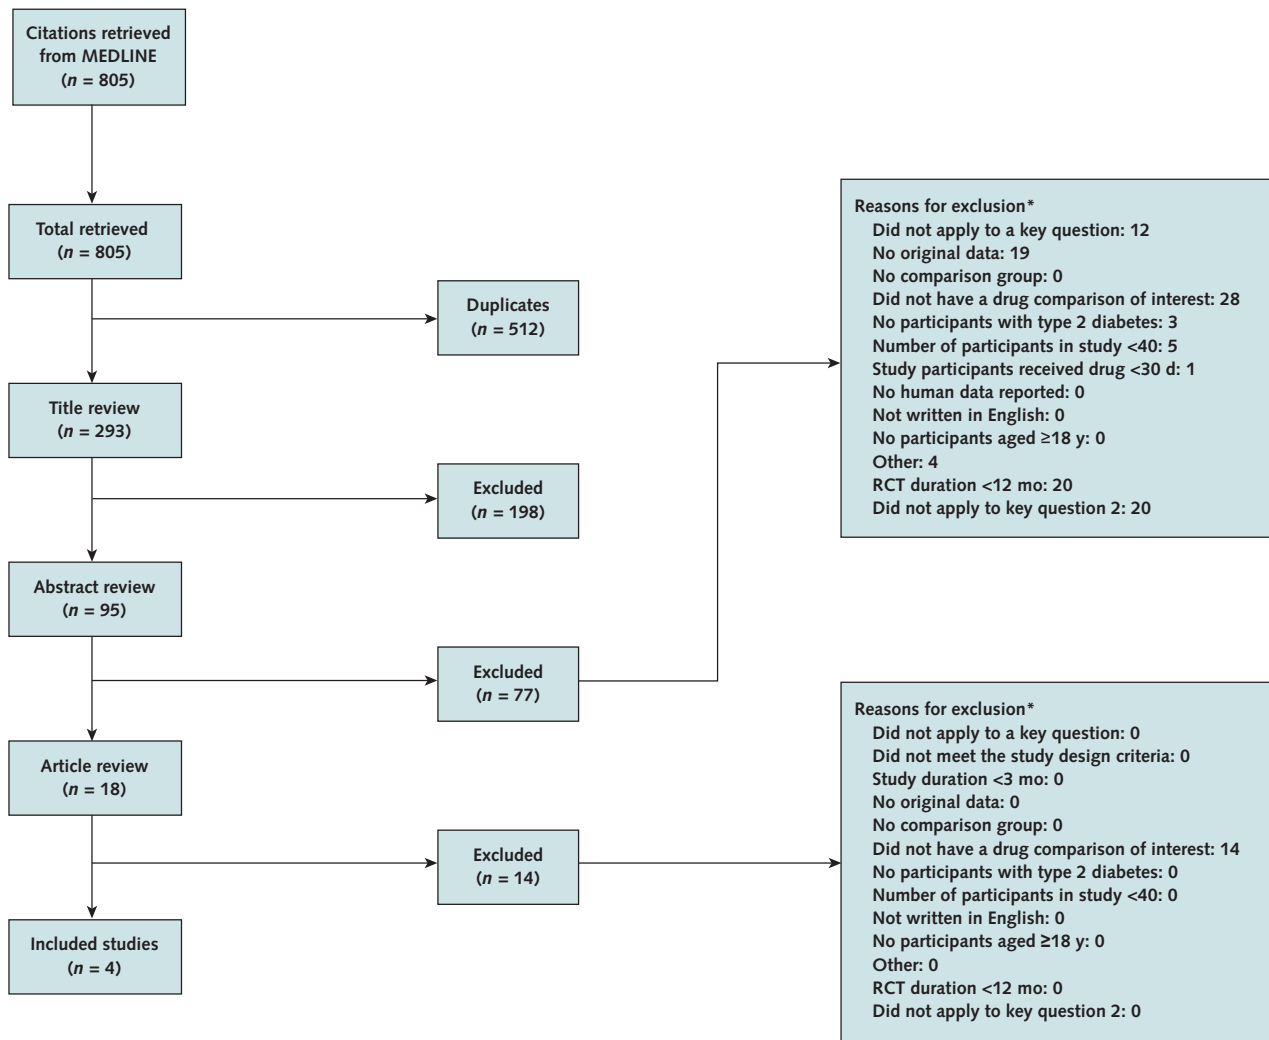 Citations retrieved
from MEDLINE
(n = 805)
Total retrieved
(n = 805)
Duplicates
(n = 512)
Title review
(n = 293)
Excluded
(n = 198)
Abstract review
(n = 95)
Excluded
(n = 77)
Reasons for exclusion*
Did not apply to a key question: 12
No original data: 19
No comparison group: 0
Did not have a drug comparison of interest: 28
No participants with type 2 diabetes: 3
Number of participants in study <40: 5
Study participants received drug <30 d: 1
No human data reported: 0
Not written in English: 0
No participants aged ≥18 y: 0
Other: 4
RCT duration <12 mo: 20
Did not apply to key question 2: 20
Article review
(n = 18)
Excluded
(n = 14)
Reasons for exclusion*
Did not apply to a key question: 0
Did not meet the study design criteria: 0
Study duration <3 mo: 0
No original data: 0
No comparison group: 0
Did not have a drug comparison of interest: 14
No participants with type 2 diabetes: 0
Number of participants in study <40: 0
Not written in English: 0
No participants aged ≥18 y: 0
Other: 0
RCT duration <12 mo: 0
Did not apply to key question 2: 0
Included studies
(n = 4)